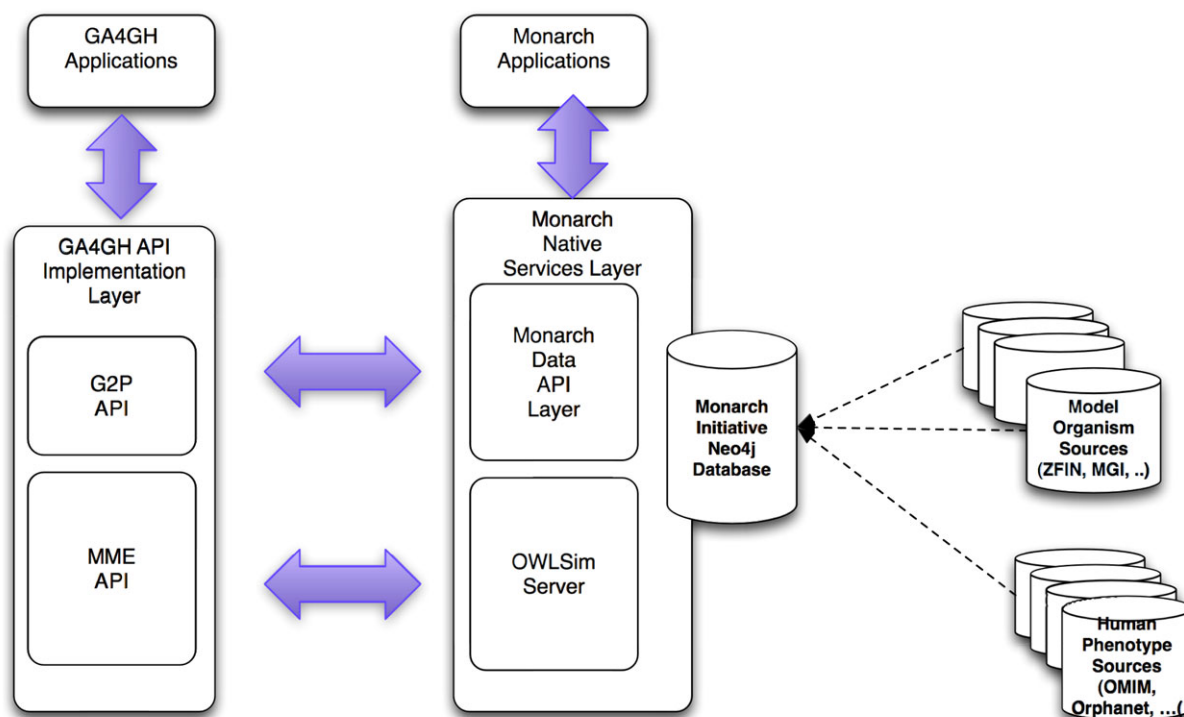 GA4GH
Applications
Monarch
Applications
GA4GH API
Implementation
Layer
G2P
API
MME
API
Monarch
Native
Services Layer
Monarch
Data
API
Layer
OWLSim
Server
Monarch
Initiative
Neo4j
Database
Model
Organism
Sources
(ZFIN, MGI, ..)
Human
Phenotype
Sources
(OMIM,
Orphanet, …(